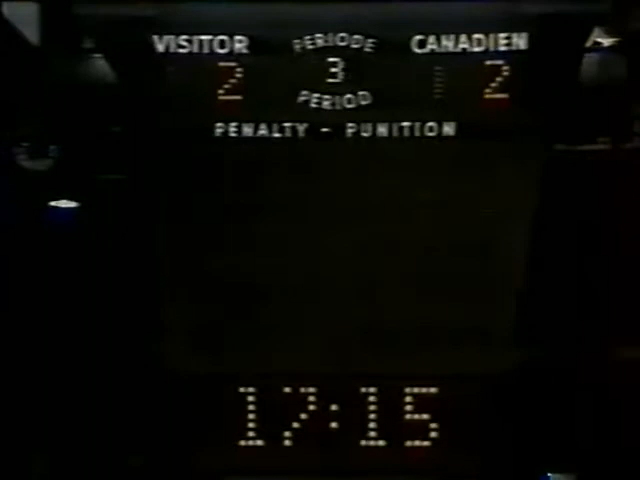 VISITOR PERIODE CANADIEN
2 3 2
PERIOD
PENALTY - PUNITION
17:15